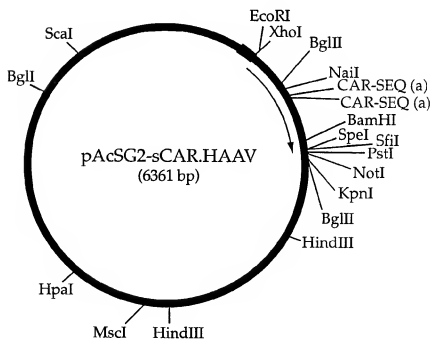 EcoRI
XhoI
ScaI
BglII
BglI
NaiI
CAR-SEQ (a)
CAR-SEQ (a)
BamHI
SpeI
SfiI
PstI
pAcSG2-sCAR.HAAV
(6361 bp)
NotI
KpnI
BglII
HindIII
HpaI
MscI
HindIII